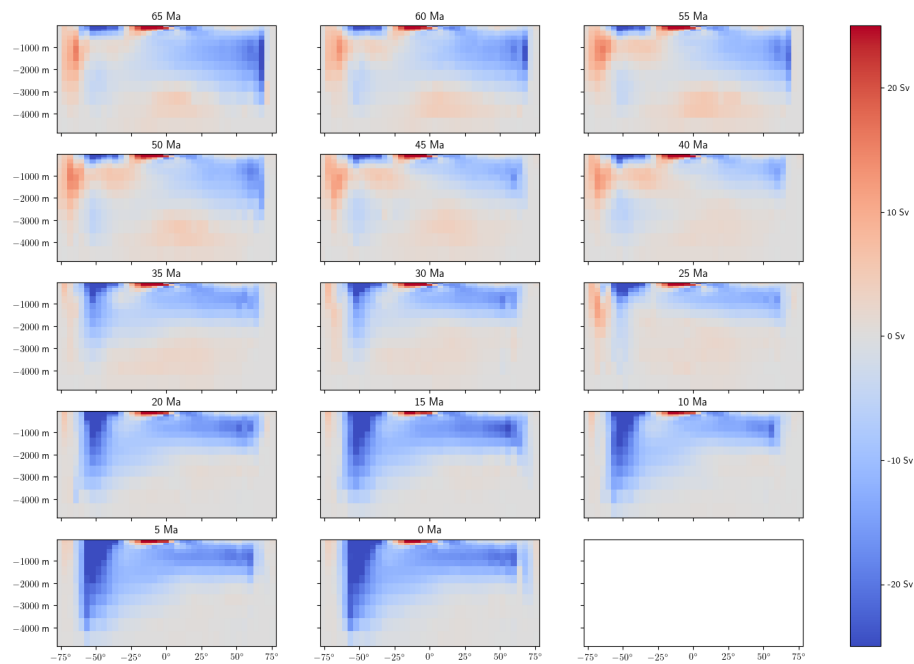 65 Ma
60 Ma
55 Ma
−1000 m
−2000 m
−3000 m
−4000 m
20 Sv
50 Ma
45 Ma
40 Ma
−1000 m
−2000 m
−3000 m
−4000 m
10 Sv
35 Ma
30 Ma
25 Ma
−1000 m
−2000 m
−3000 m
−4000 m
0 Sv
20 Ma
15 Ma
10 Ma
−1000 m
−2000 m
−3000 m
−4000 m
-10 Sv
5 Ma
0 Ma
−1000 m
−2000 m
−3000 m
−4000 m
-20 Sv
−75° −50° −25° 0° 25° 50° 75° −75° −50° −25° 0° 25° 50° 75° −75° −50° −25° 0° 25° 50° 75°